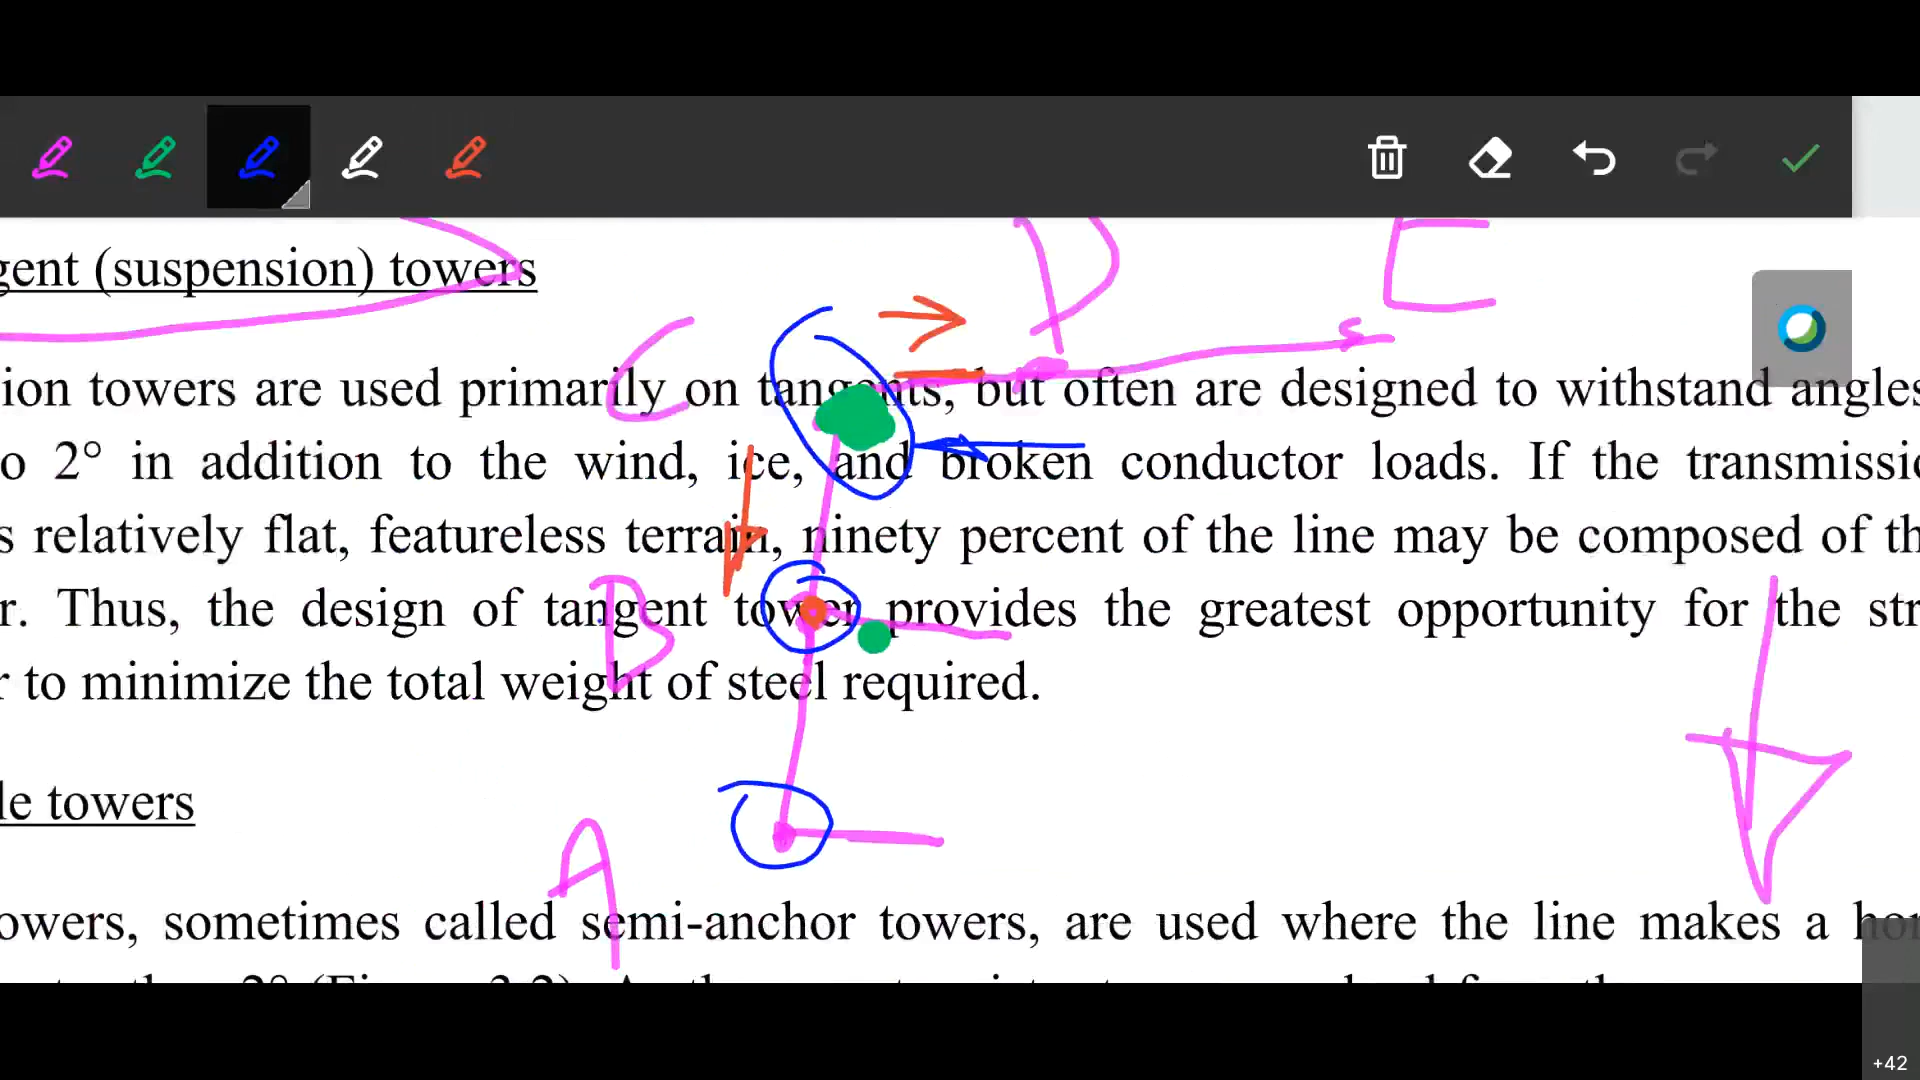 gent (suspension) towers
D E
C
ion towers are used primarily on tangents, but often are designed to withstand angles
o 2° in addition to the wind, ice, and broken conductor loads. If the transmissi
s relatively flat, featureless terrain, ninety percent of the line may be composed of th
B
r. Thus, the design of tangent tower provides the greatest opportunity for the str
r to minimize the total weight of steel required.
le towers
A
owers, sometimes called semi-anchor towers, are used where the line makes a hor
+42